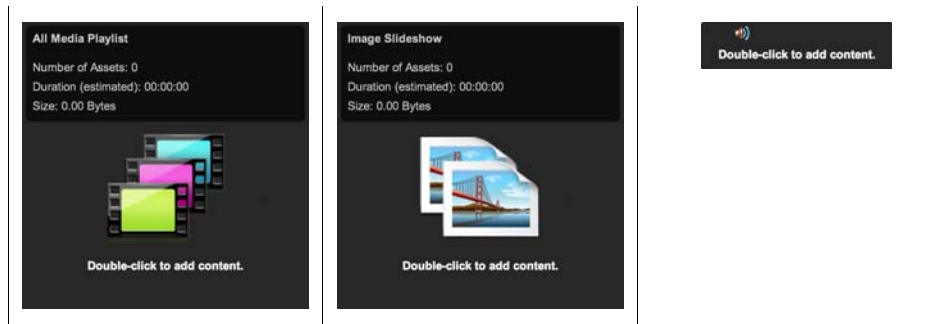 All Media Playlist
Number of Assets: 0
Duration (estimated): 00:00:00
Size: 0.00 Bytes
Double-click to add content.
Image Slideshow
Number of Assets: 0
Duration (estimated): 00:00:00
Size: 0.00 Bytes
Double-click to add content.
Double-click to add content.